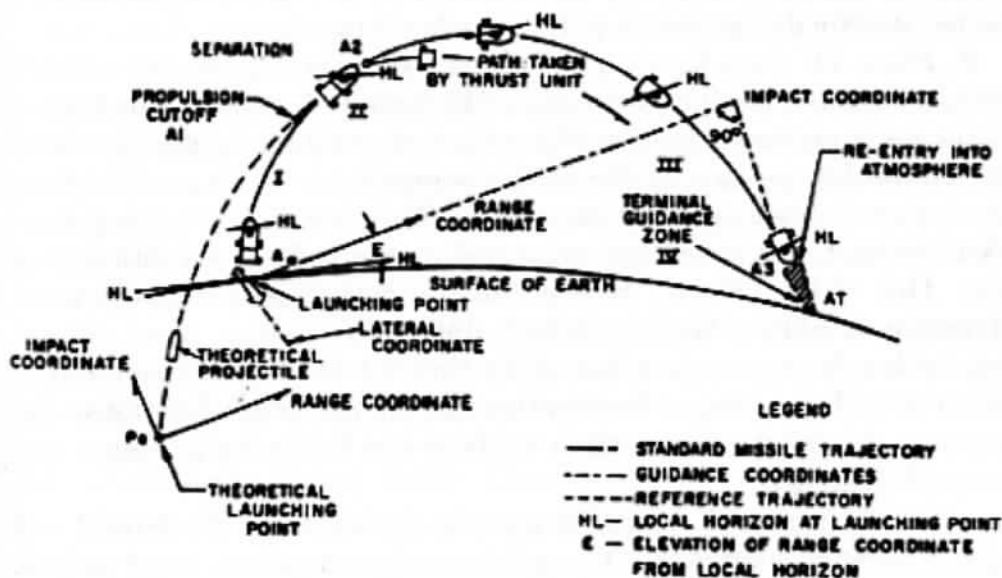 HL
SEPARATION
A2
HL
PATH TAKEN
BY THRUST UNIT
HL
PROPULSION
CUTOFF
A1
II
HL
IMPACT COORDINATE
90°
RE-ENTRY INTO
ATMOSPHERE
I
III
HL
RANGE
COORDINATE
TERMINAL
GUIDANCE
ZONE
IV
HL
A3
E
HL
HL
SURFACE OF EARTH
AT
LAUNCHING POINT
LATERAL
COORDINATE
IMPACT
COORDINATE
THEORETICAL
PROJECTILE
RANGE COORDINATE
Po
THEORETICAL
LAUNCHING
POINT
LEGEND
STANDARD MISSILE TRAJECTORY
GUIDANCE COORDINATES
REFERENCE TRAJECTORY
HL— LOCAL HORIZON AT LAUNCHING POINT
E — ELEVATION OF RANGE COORDINATE
FROM LOCAL HORIZON